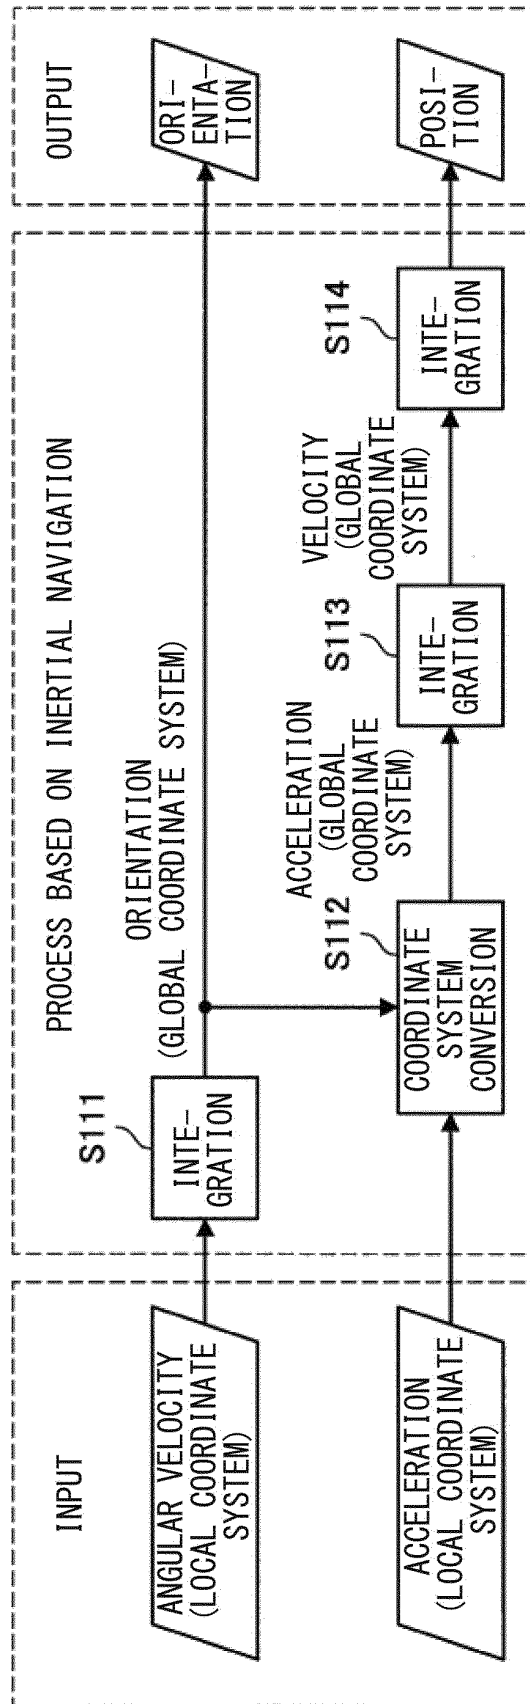 INPUT
ANGULAR VELOCITY
(LOCAL COORDINATE
SYSTEM)
ACCELERATION
(LOCAL COORDINATE
SYSTEM)
PROCESS BASED ON INERTIAL NAVIGATION
S111
INTE-
GRATION
ORIENTATION
(GLOBAL COORDINATE SYSTEM)
S112
COORDINATE
SYSTEM
CONVERSION
ACCELERATION
(GLOBAL
COORDINATE
SYSTEM)
S113
INTE-
GRATION
VELOCITY
(GLOBAL
COORDINATE
SYSTEM)
S114
INTE-
GRATION
OUTPUT
ORI-
ENTA-
TION
POSI-
TION